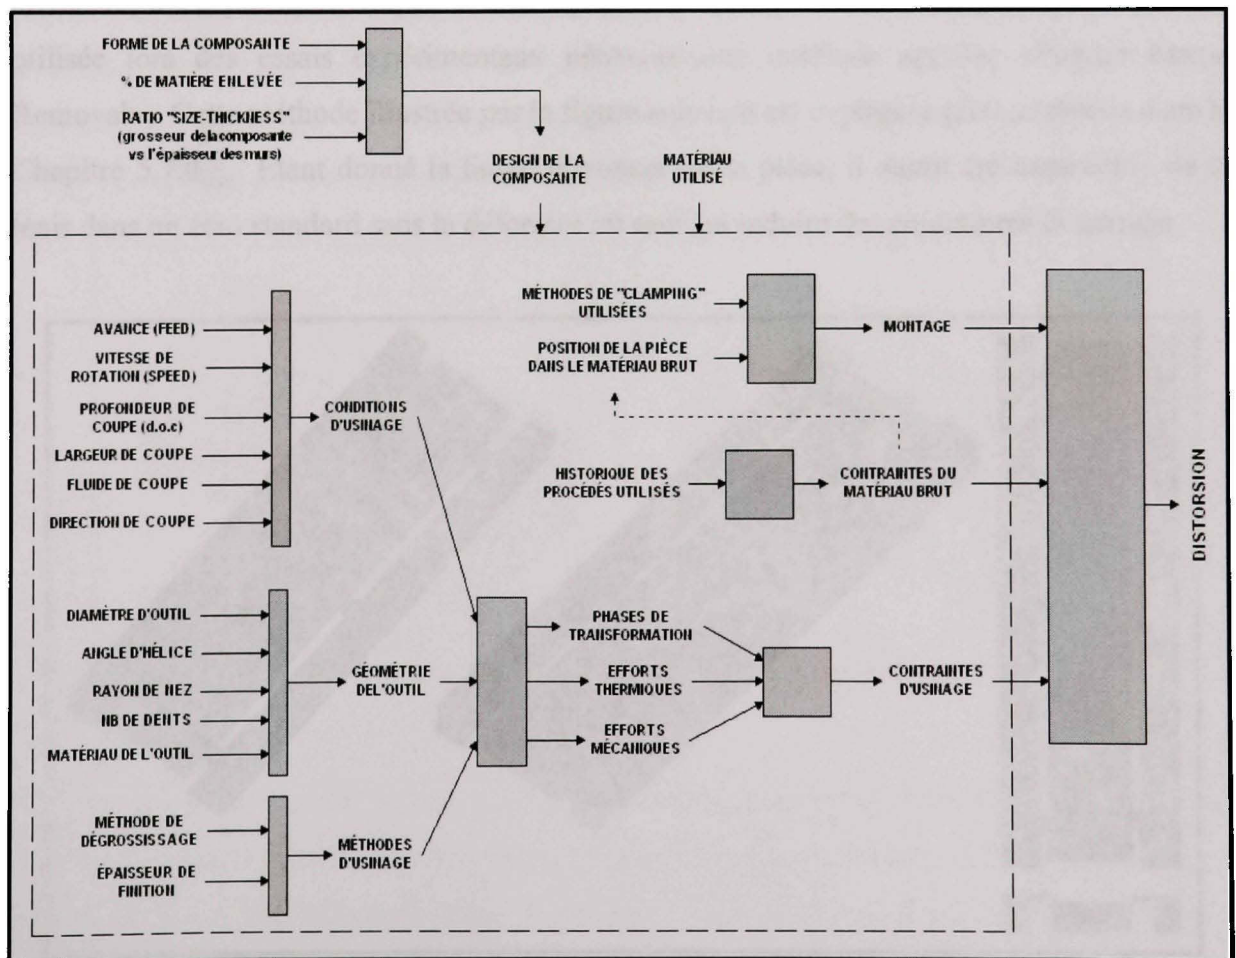 FORME DE LA COMPOSANTE
% DE MATIÈRE ENLEVÉE
RATIO "SIZE-THICKNESS"
(grosseur de la composante
vs l'épaisseur des murs)
DESIGN DE LA
COMPOSANTE
MATÉRIAU
UTILISÉ
AVANCE (FEED)
VITESSE DE
ROTATION (SPEED)
PROFONDEUR DE
COUPE (d.o.c)
LARGEUR DE COUPE
FLUIDE DE COUPE
DIRECTION DE COUPE
CONDITIONS
D'USINAGE
MÉTHODES DE "CLAMPING"
UTILISÉES
POSITION DE LA PIÈCE
DANS LE MATÉRIAU BRUT
MONTAGE
HISTORIQUE DES
PROCÉDÉS UTILISÉS
CONTRAINTES DU
MATÉRIAU BRUT
DISTORSION
DIAMÈTRE D'OUTIL
ANGLE D'HÉLICE
RAYON DE NEZ
NB DE DENTS
MATÉRIAU DE L'OUTIL
GÉOMÉTRIE
DE L'OUTIL
PHASES DE
TRANSFORMATION
EFFORTS
THERMIQUES
EFFORTS
MÉCANIQUES
CONTRAINTES
D'USINAGE
MÉTHODE DE
DÉGROSSISSAGE
ÉPAISSEUR DE
FINITION
MÉTHODES
D'USINAGE